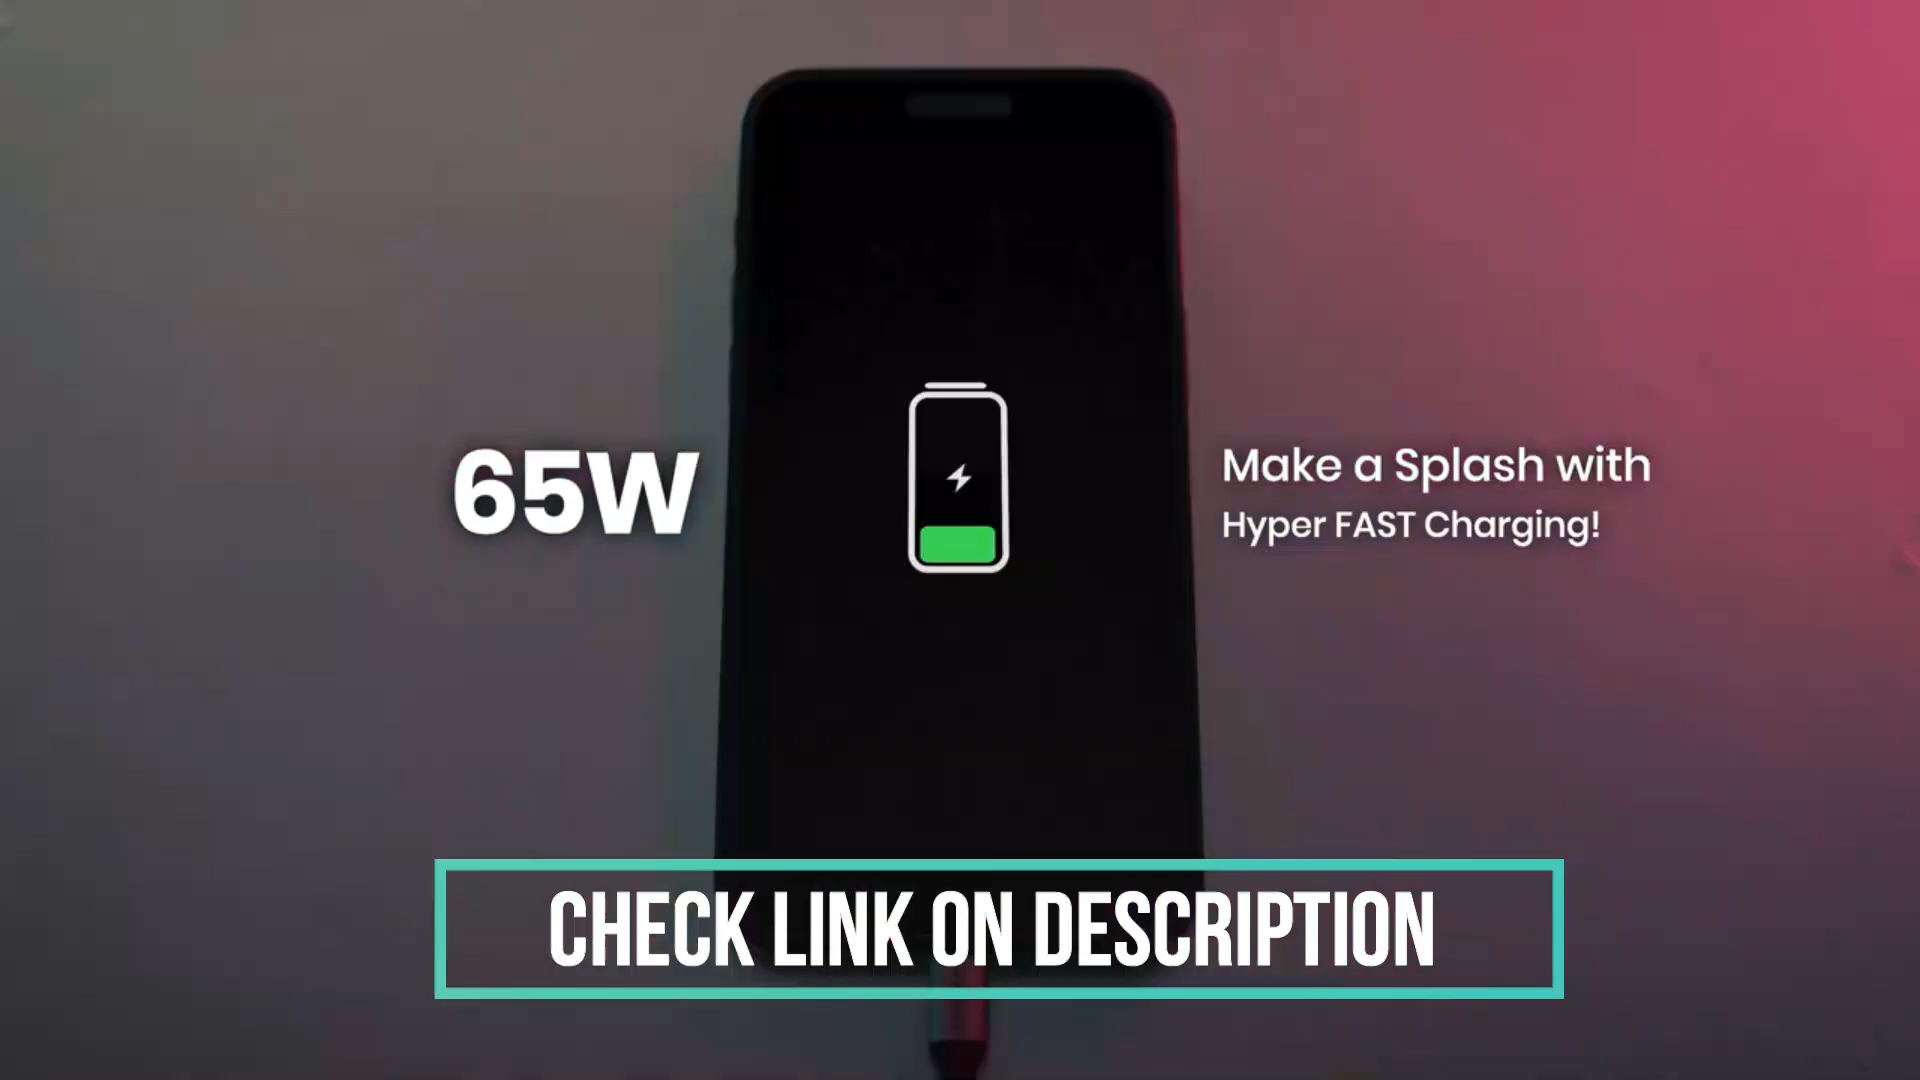 65W
Make a Splash with
Hyper FAST Charging!
CHECK LINK ON DESCRIPTION